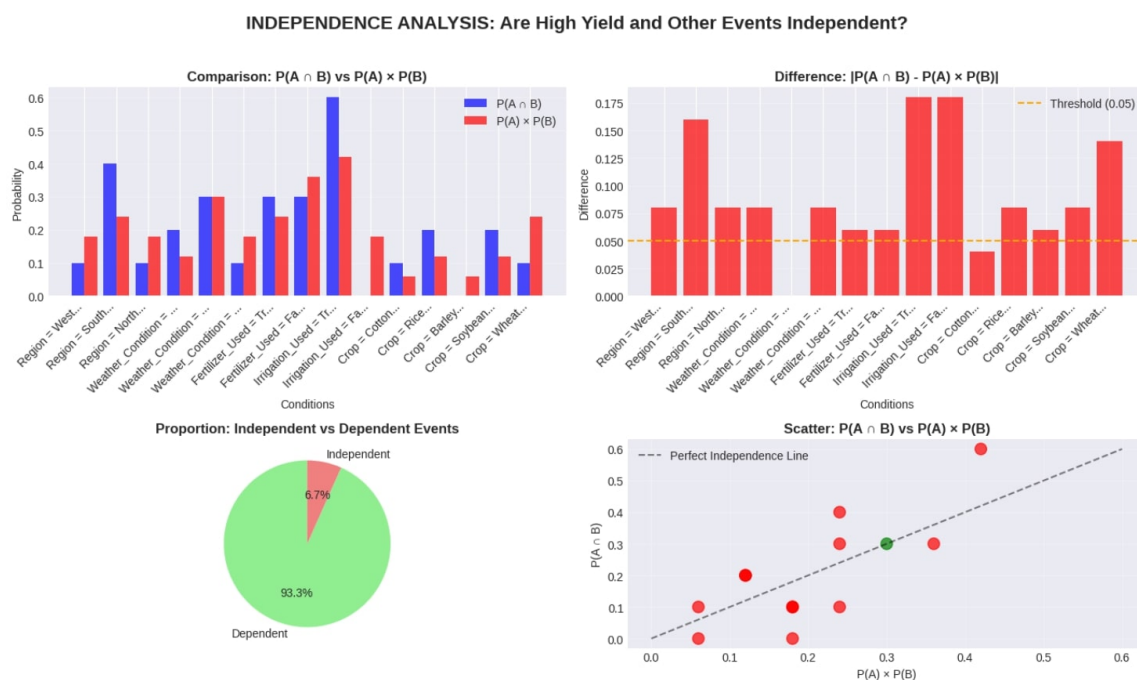 INDEPENDENCE ANALYSIS: Are High Yield and Other Events Independent?
Comparison: P(A ∩ B) vs P(A) × P(B)
P(A ∩ B)
P(A) × P(B)
Probability
0.6
0.5
0.4
0.3
0.2
0.1
0.0
Region = West...
Region = South...
Region = North...
Weather_Condition = ...
Weather_Condition = ...
Weather_Condition = ...
Fertilizer_Used = Tr...
Fertilizer_Used = Fa...
Irrigation_Used = Tr...
Irrigation_Used = Fa...
Crop = Cotton...
Crop = Rice...
Crop = Barley...
Crop = Soybean...
Crop = Wheat...
Conditions
Difference: |P(A ∩ B) - P(A) × P(B)|
Threshold (0.05)
Difference
0.175
0.150
0.125
0.100
0.075
0.050
0.025
0.000
Region = West...
Region = South...
Region = North...
Weather_Condition = ...
Weather_Condition = ...
Weather_Condition = ...
Fertilizer_Used = Tr...
Fertilizer_Used = Fa...
Irrigation_Used = Tr...
Irrigation_Used = Fa...
Crop = Cotton...
Crop = Rice...
Crop = Barley...
Crop = Soybean...
Crop = Wheat...
Conditions
Proportion: Independent vs Dependent Events
Independent
6.7%
93.3%
Dependent
Scatter: P(A ∩ B) vs P(A) × P(B)
Perfect Independence Line
P(A ∩ B)
0.6
0.5
0.4
0.3
0.2
0.1
0.0
0.0 0.1 0.2 0.3 0.4 0.5 0.6
P(A) × P(B)